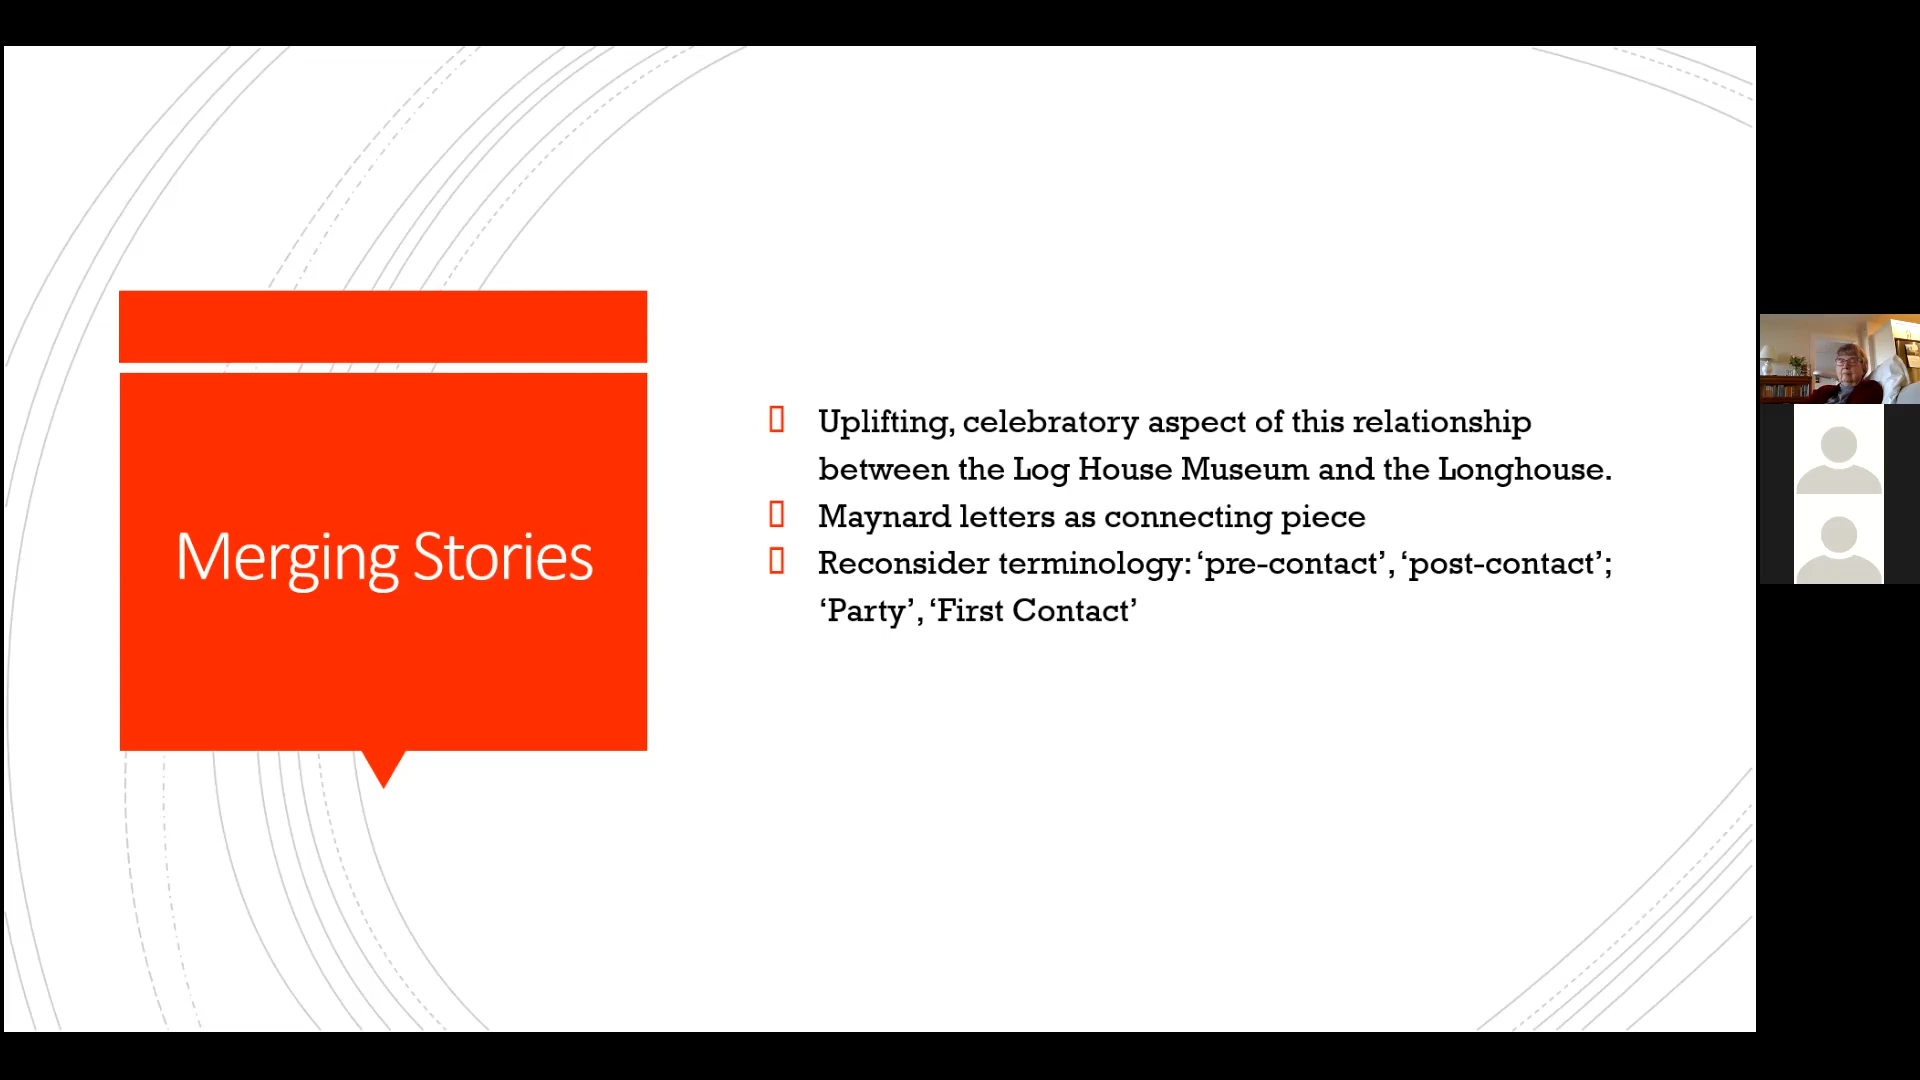 Merging Stories
Uplifting, celebratory aspect of this relationship
between the Log House Museum and the Longhouse.
Maynard letters as connecting piece
Reconsider terminology: ‘pre-contact’, ‘post-contact’;
‘Party’, ‘First Contact’